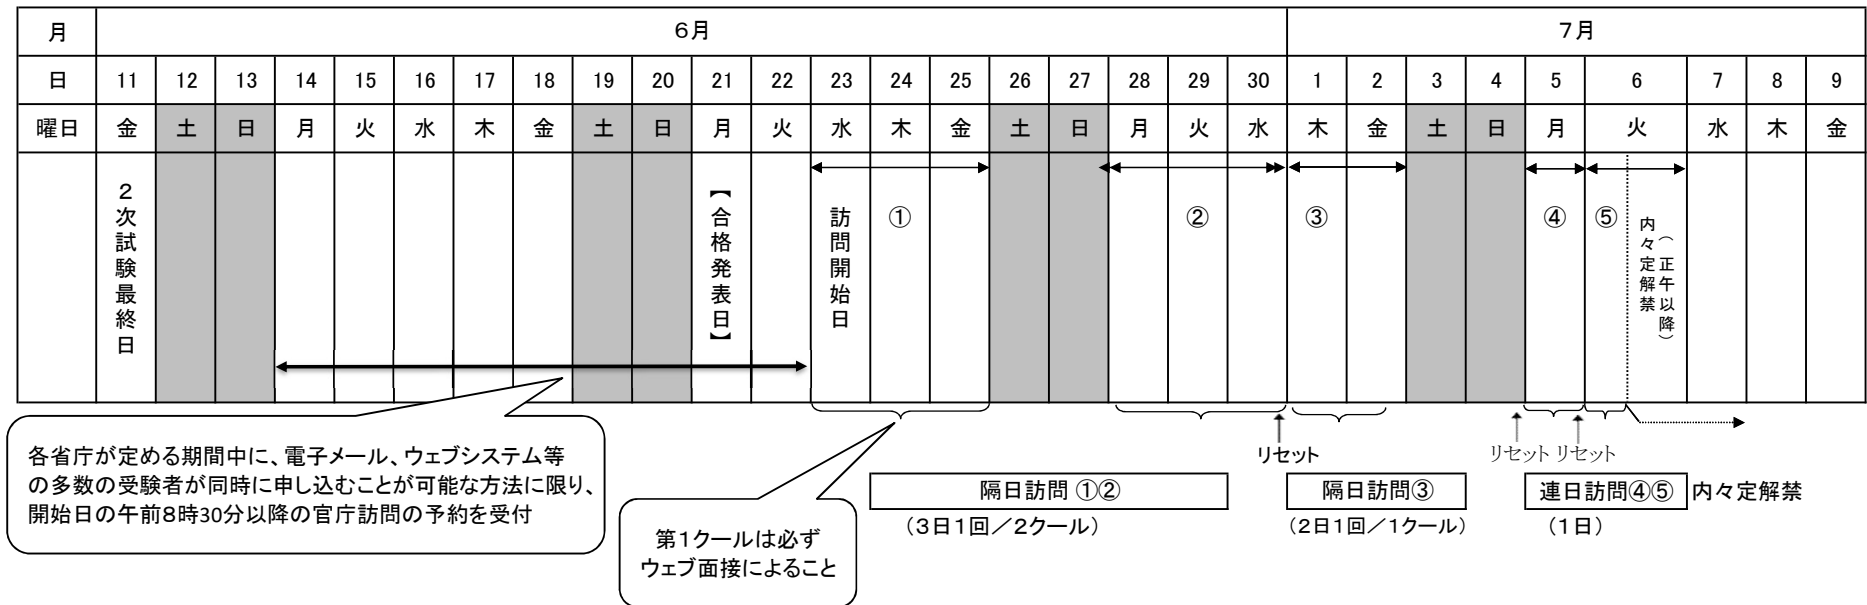 月 6月 7月
日 11 12 13 14 15 16 17 18 19 20 21 22 23 24 25 26 27 28 29 30 1 2 3 4 5 6 7 8 9
曜日 金 土 日 月 火 水 木 金 土 日 月 火 水 木 金 土 日 月 火 水 木 金 土 日 月 火 水 木 金
2次試験最終日
【合格発表日】
訪問開始日
①
②
③
④
⑤
内々定解禁
(正午以降)
リセット
リセット
リセット
各省庁が定める期間中に、電子メール、ウェブシステム等
の多数の受験者が同時に申し込むことが可能な方法に限り、
開始日の午前8時30分以降の官庁訪問の予約を受付
第1クールは必ず
ウェブ面接によること
隔日訪問 ①②
(3日1回/2クール)
隔日訪問③
(2日1回/1クール)
連日訪問④⑤
(1日)
内々定解禁